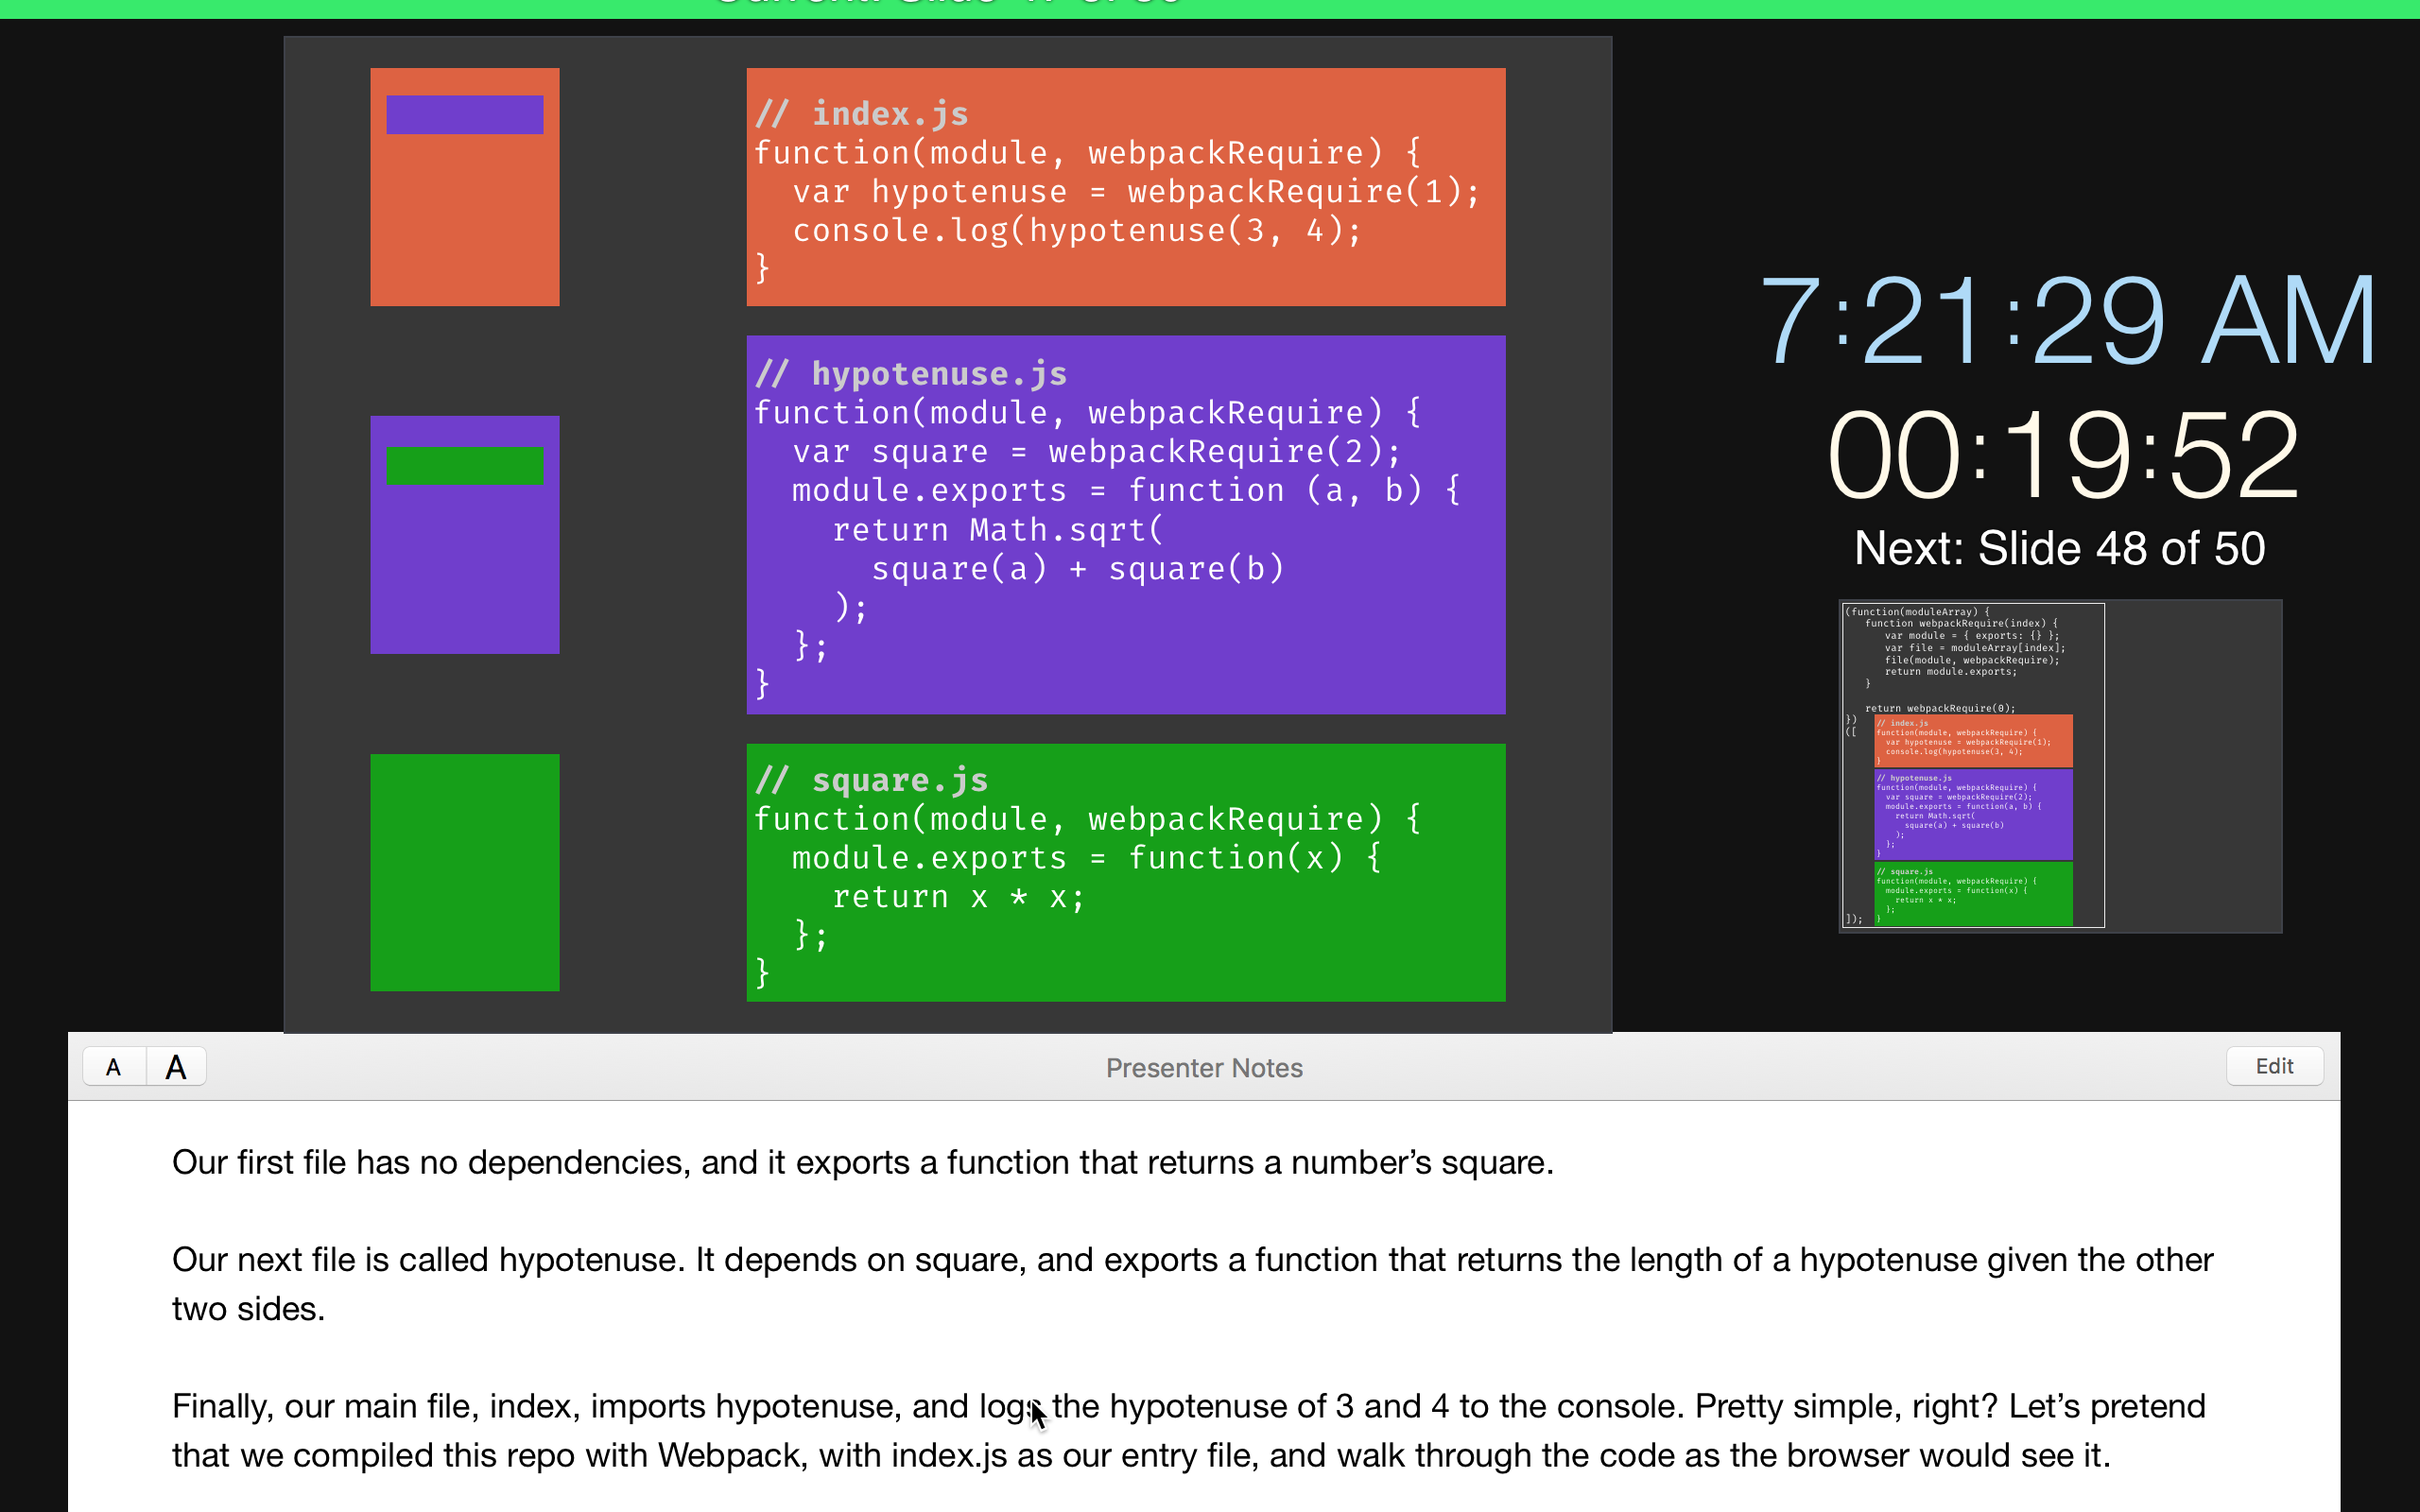 // index.js
function(module, webpackRequire) {
  var hypotenuse = webpackRequire(1);
  console.log(hypotenuse(3, 4);
}
// hypotenuse.js
function(module, webpackRequire) {
  var square = webpackRequire(2);
  module.exports = function (a, b) {
    return Math.sqrt(
      square(a) + square(b)
    );
  };
}
// square.js
function(module, webpackRequire) {
  module.exports = function(x) {
    return x * x;
  };
}
7:21:29 AM
00:19:52
Next: Slide 48 of 50
(function(moduleArray) {
  function webpackRequire(index) {
    var module = { exports: {} };
    var file = moduleArray[index];
    file(module, webpackRequire);
    return module.exports;
  }
  return webpackRequire(0);
})
([
// index.js
function(module, webpackRequire) {
  var hypotenuse = webpackRequire(1);
  console.log(hypotenuse(3, 4);
}
// hypotenuse.js
function(module, webpackRequire) {
  var square = webpackRequire(2);
  module.exports = function(a, b) {
    return Math.sqrt(
      square(a) + square(b)
    );
  };
}
// square.js
function(module, webpackRequire) {
  module.exports = function(x) {
    return x * x;
  };
}
]);
A A
Presenter Notes
Edit
Our first file has no dependencies, and it exports a function that returns a number’s square.
Our next file is called hypotenuse. It depends on square, and exports a function that returns the length of a hypotenuse given the other
two sides.
Finally, our main file, index, imports hypotenuse, and logs the hypotenuse of 3 and 4 to the console. Pretty simple, right? Let’s pretend
that we compiled this repo with Webpack, with index.js as our entry file, and walk through the code as the browser would see it.